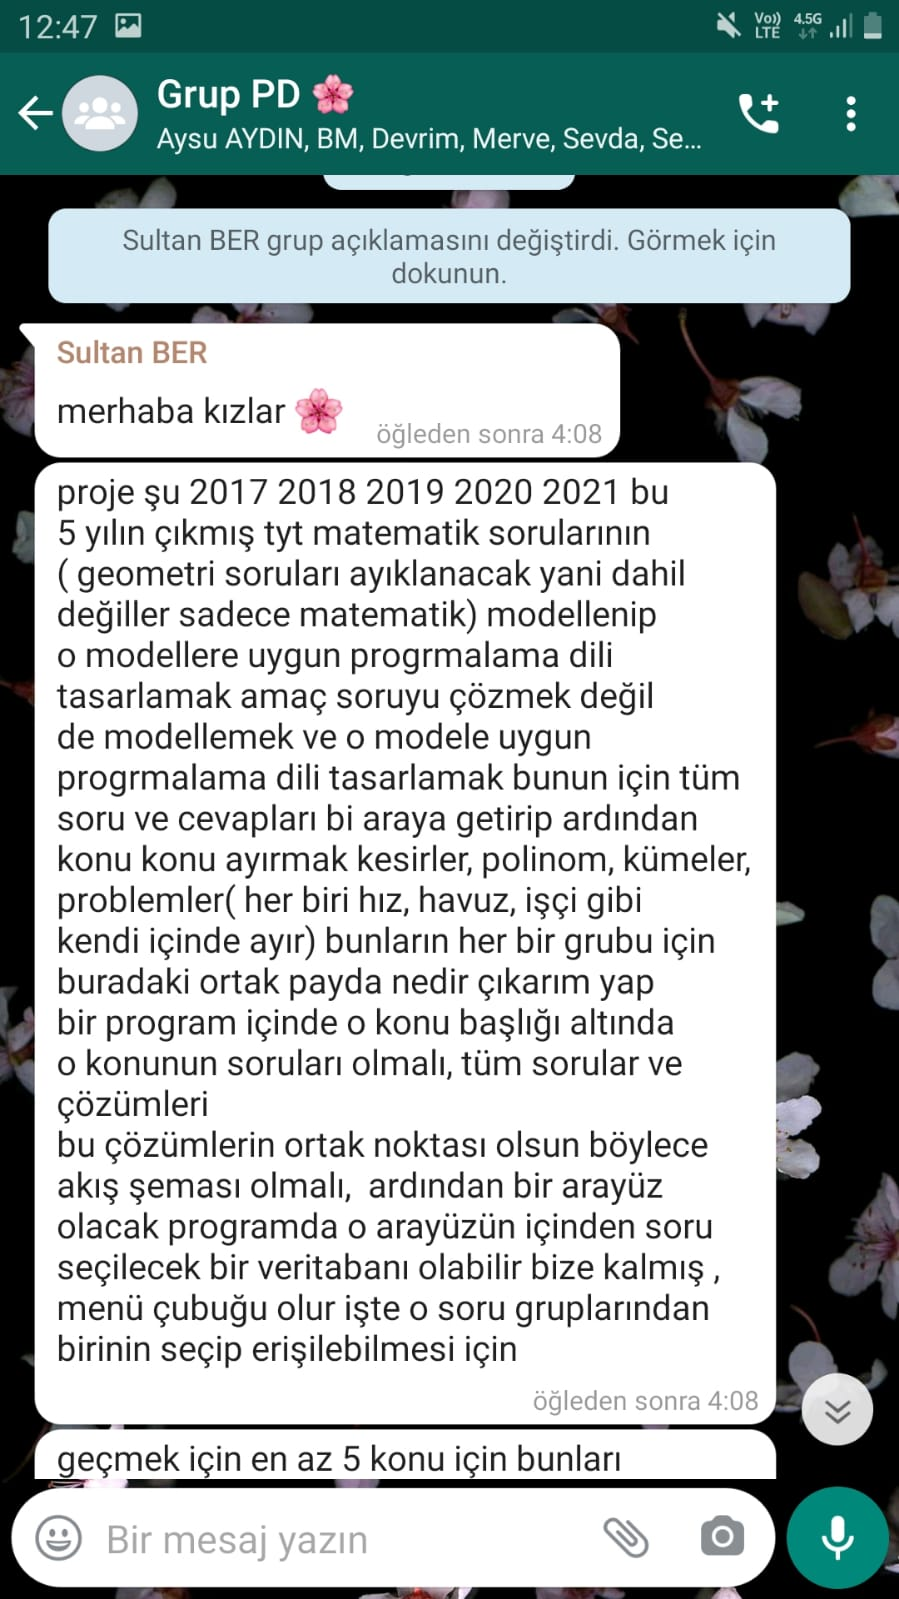 12:47
Vo)) LTE 4.5G
Grup PD 🌸
Aysu AYDIN, BM, Devrim, Merve, Sevda, Se...
Sultan BER grup açıklamasını değiştirdi. Görmek için
dokunun.
Sultan BER
merhaba kızlar 🌸
öğleden sonra 4:08
proje şu 2017 2018 2019 2020 2021 bu
5 yılın çıkmış tyt matematik sorularının
( geometri soruları ayıklanacak yani dahil
değiller sadece matematik) modellenip
o modellere uygun progrmalama dili
tasarlamak amaç soruyu çözmek değil
de modellemek ve o modele uygun
progrmalama dili tasarlamak bunun için tüm
soru ve cevapları bi araya getirip ardından
konu konu ayırmak kesirler, polinom, kümeler,
problemler( her biri hız, havuz, işçi gibi
kendi içinde ayır) bunların her bir grubu için
buradaki ortak payda nedir çıkarım yap
bir program içinde o konu başlığı altında
o konunun soruları olmalı, tüm sorular ve
çözümleri
bu çözümlerin ortak noktası olsun böylece
akış şeması olmalı,  ardından bir arayüz
olacak programda o arayüzün içinden soru
seçilecek bir veritabanı olabilir bize kalmış ,
menü çubuğu olur işte o soru gruplarından
birinin seçip erişilebilmesi için
öğleden sonra 4:08
geçmek için en az 5 konu için bunları
Bir mesaj yazın